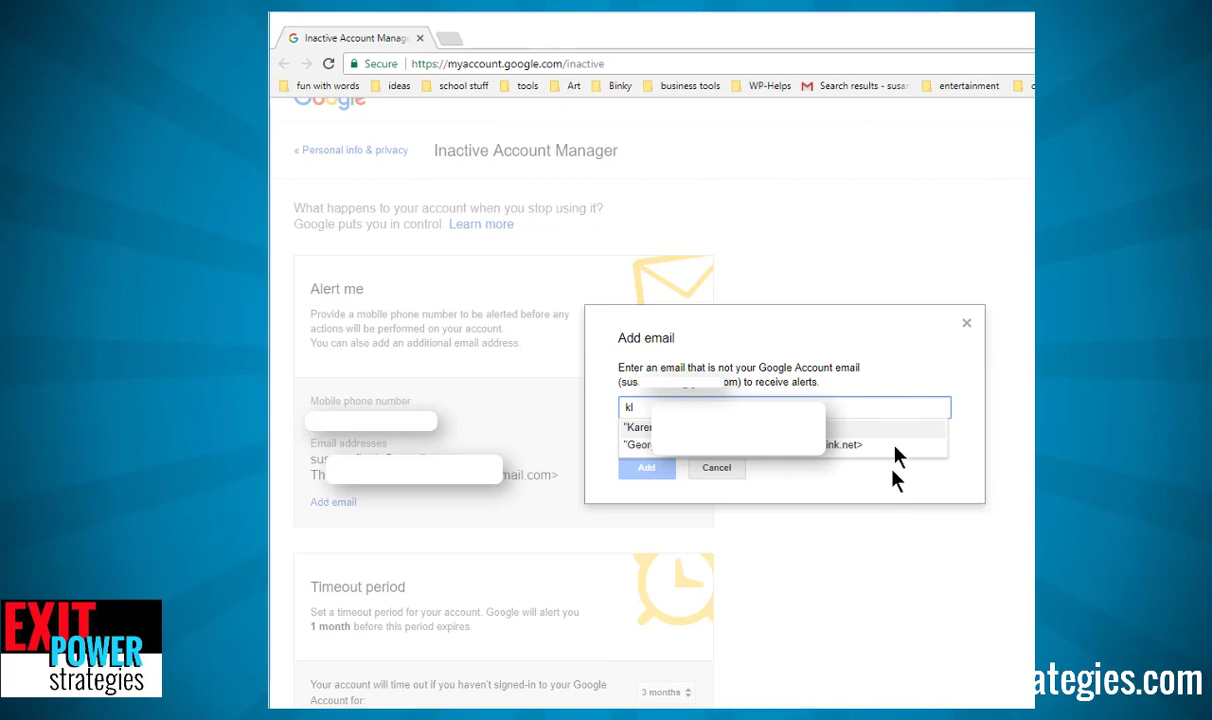 Inactive Account Manage
Secure https://myaccount.google.com/inactive
fun with words ideas school stuff tools Art Binky business tools WP-Helps Search results - susa entertainment
Google
« Personal info & privacy Inactive Account Manager
What happens to your account when you stop using it?
Google puts you in control. Learn more
Alert me
Provide a mobile phone number to be alerted before any
actions will be performed on your account.
You can also add an additional email address.
Mobile phone number
Email addresses
sus
Th mail.com>
Add email
Add email
Enter an email that is not your Google Account email
(sus. om) to receive alerts.
kl
"Karen
"Georg ink.net>
Add Cancel
Timeout period
Set a timeout period for your account. Google will alert you
1 month before this period expires.
Your account will time out if you haven't signed-in to your Google
Account for: 3 months
EXIT
POWER
strategies
ategies.com